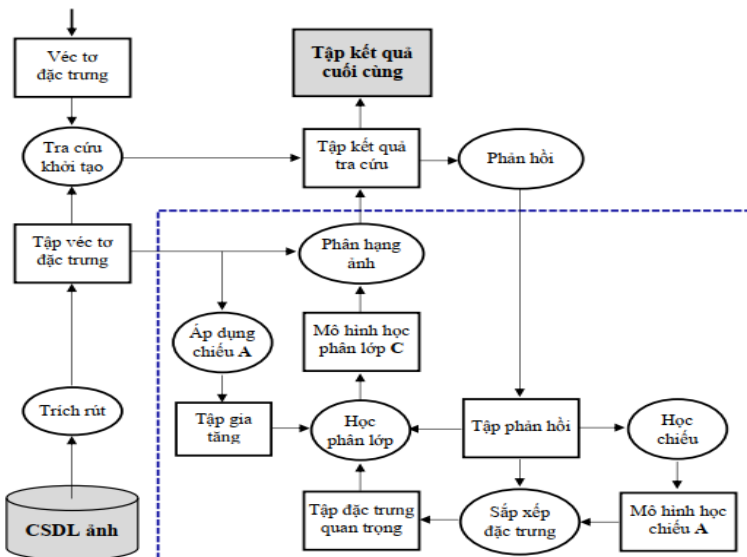 Véc tơ
đặc trưng
Tập kết quả
cuối cùng
Tra cứu
khởi tạo
Tập kết quả
tra cứu
Phản hồi
Tập véc tơ
đặc trưng
Phân hạng
ảnh
Áp dụng
chiếu A
Mô hình học
phân lớp C
Trích rút
Tập gia
tăng
Học
phân lớp
Tập phản hồi
Học
chiếu
CSDL ảnh
Tập đặc trưng
quan trọng
Sắp xếp
đặc trưng
Mô hình học
chiếu A